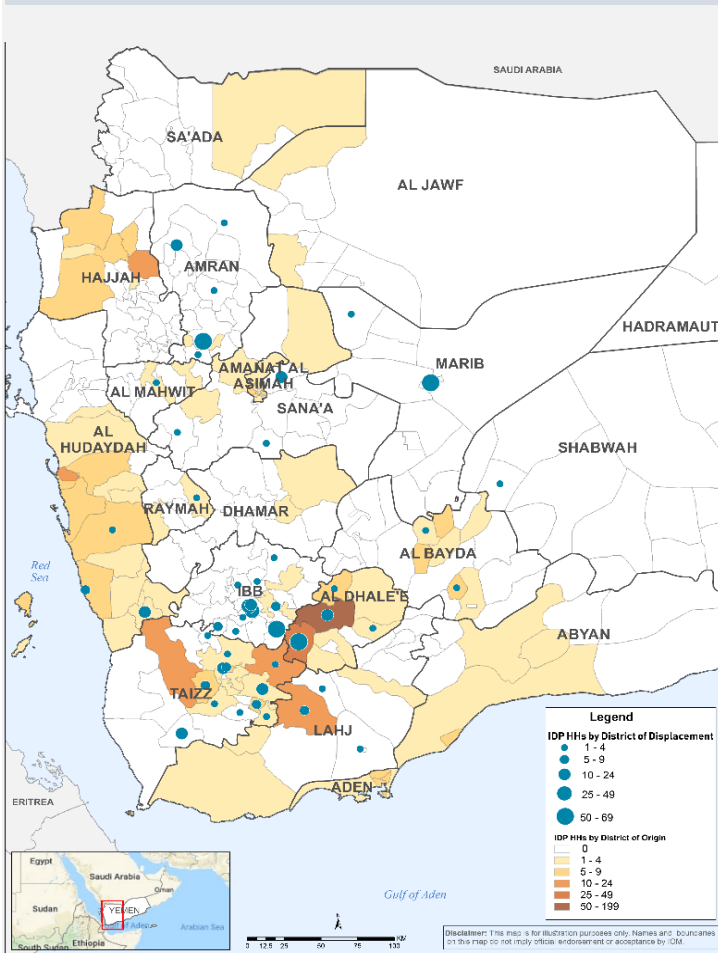 SAUDI ARABIA
SA'ADA
AL JAWF
HAJJAH
AMRAN
HADRAMAUT
MARIB
AMANAT AL
ASIMAH
AL MAHWIT
SANA'A
AL
HUDAYDAH
SHABWAH
RAYMAH
DHAMAR
AL BAYDA
Red
Sea
IBB
AL DHALE'E
ABYAN
TAIZZ
LAHJ
ADEN
ERITREA
Gulf of Aden
Legend
IDP HHs by District of Displacement
1 - 4
5 - 9
10 - 24
25 - 49
50 - 69
IDP HHs by District of Origin
0
1 - 4
5 - 9
10 - 24
25 - 49
50 - 199
Egypt
Saudi Arabia
Oman
Sudan
YEMEN
Gulf of Aden
Arabian Sea
South Sudan
Ethiopia
0 12.5 25 50 75 100 KM
Disclaimer: This map is for illustration purposes only. Names and boundaries
on this map do not imply official endorsement or acceptance by IOM.